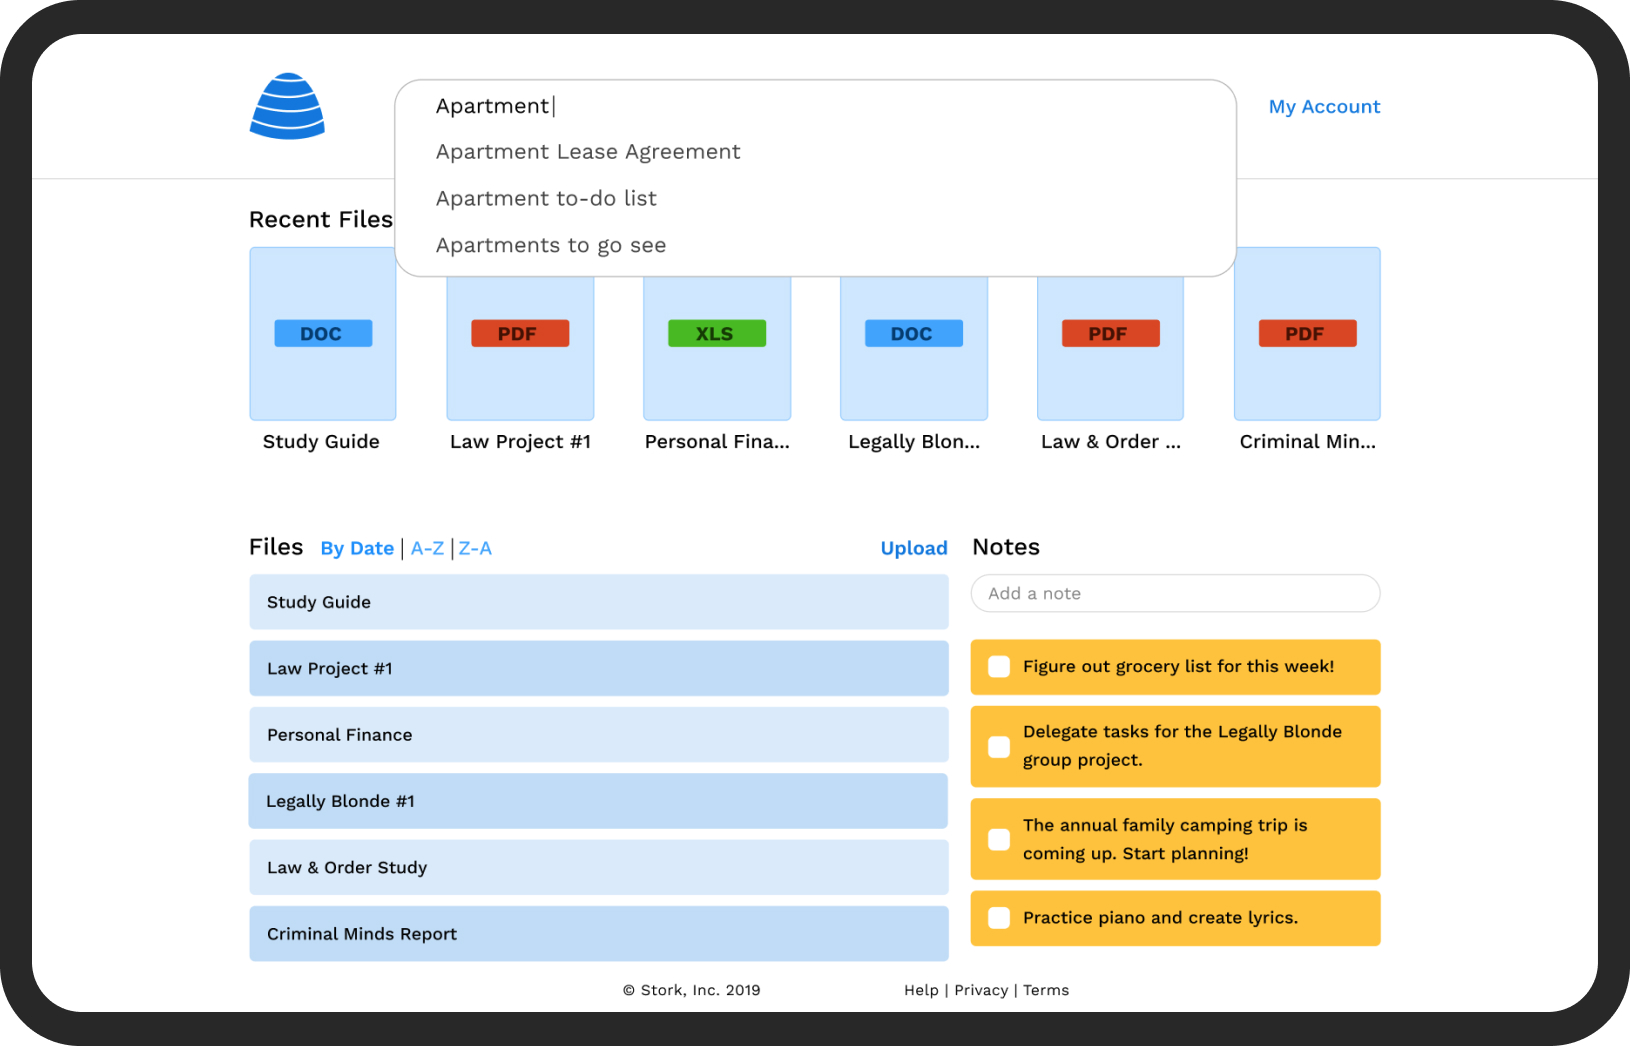 Apartment
My Account
Apartment Lease Agreement
Apartment to-do list
Apartments to go see
Recent Files
DOC
PDF
XLS
DOC
PDF
PDF
Study Guide
Law Project #1
Personal Fina...
Legally Blon...
Law & Order ...
Criminal Min...
Files By Date | A-Z | Z-A
Upload
Study Guide
Law Project #1
Personal Finance
Legally Blonde #1
Law & Order Study
Criminal Minds Report
Notes
Add a note
Figure out grocery list for this week!
Delegate tasks for the Legally Blonde
group project.
The annual family camping trip is
coming up. Start planning!
Practice piano and create lyrics.
© Stork, Inc. 2019
Help | Privacy | Terms